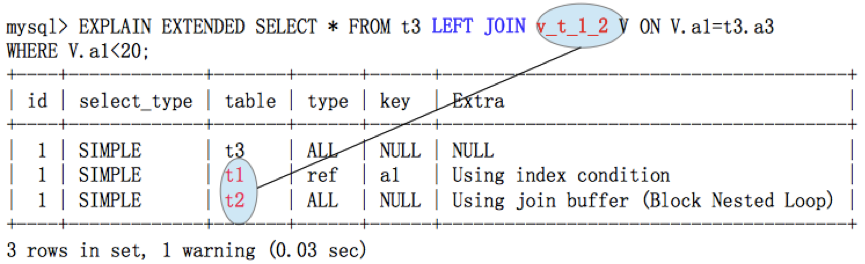 mysql> EXPLAIN EXTENDED SELECT * FROM t3 LEFT JOIN v_t_1_2 V ON V.a1=t3.a3
WHERE V.a1<20;
+----+-------------+-------+------+------+----------------------------------------------------+
| id | select_type | table | type | key | Extra |
+----+-------------+-------+------+------+----------------------------------------------------+
| 1 | SIMPLE | t3 | ALL | NULL | NULL |
| 1 | SIMPLE | t1 | ref | a1 | Using index condition |
| 1 | SIMPLE | t2 | ALL | NULL | Using join buffer (Block Nested Loop) |
+----+-------------+-------+------+------+----------------------------------------------------+
3 rows in set, 1 warning (0.03 sec)